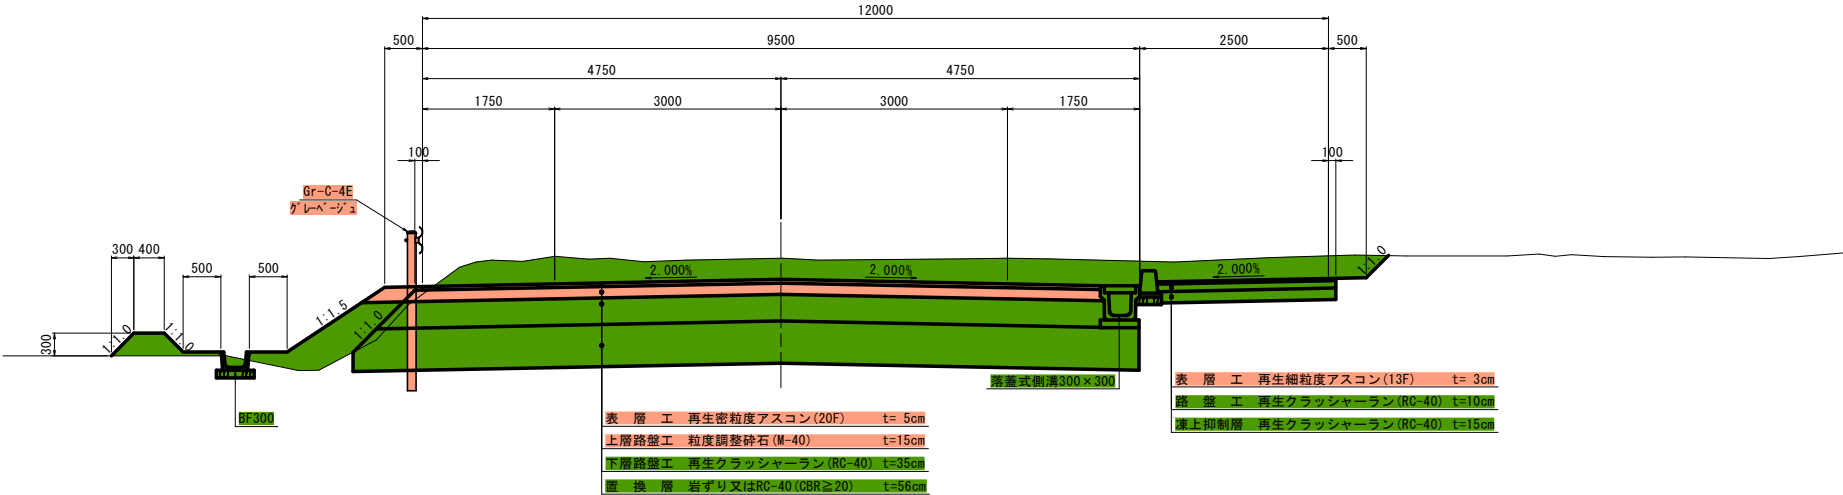 12000
500
9500
2500
500
4750
4750
1750
3000
3000
1750
100
100
Gr-C-4E
グレーベージュ
300
400
500
500
300
1:1.0
1:1.0
1:1.5
1:1.0
2.000%
2.000%
2.000%
1:1.0
BF300
落蓋式側溝300×300
表 層 工 再生密粒度アスコン(20F) t= 5cm
上層路盤工 粒度調整砕石(M-40) t=15cm
下層路盤工 再生クラッシャーラン(RC-40) t=35cm
置 換 層 岩ずり又はRC-40(CBR≧20) t=56cm
表 層 工 再生細粒度アスコン(13F) t= 3cm
路 盤 工 再生クラッシャーラン(RC-40) t=10cm
凍上抑制層 再生クラッシャーラン(RC-40) t=15cm